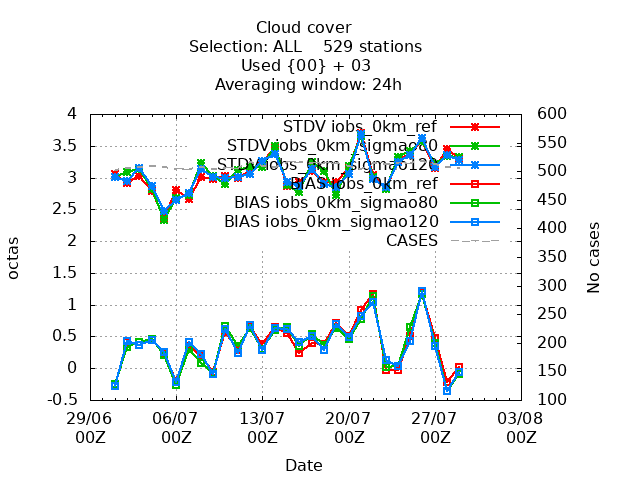 Cloud cover
Selection: ALL    529 stations
Used {00} + 03
Averaging window: 24h
4
3.5
3
2.5
2
1.5
1
0.5
0
-0.5
octas
600
550
500
450
400
350
300
250
200
150
100
No cases
STDV iobs_0km_ref
STDV iobs_0km_sigmao80
STDV iobs_0km_sigmao120
BIAS iobs_0km_ref
BIAS iobs_0km_sigmao80
BIAS iobs_0km_sigmao120
CASES
29/06 06/07 13/07 20/07 27/07 03/08
00Z 00Z 00Z 00Z 00Z 00Z
Date